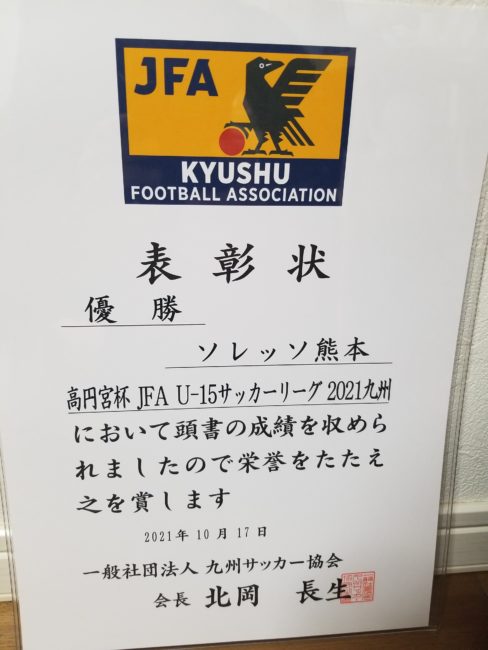 JFA
KYUSHU
FOOTBALL ASSOCIATION
表彰状
優勝
ソレッソ熊本
高円宮杯 JFA U-15サッカーリーグ 2021九州
において頭書の成績を収めら
れましたので栄誉をたたえ
之を賞します
2021年10月17日
一般社団法人 九州サッカー協会
会長 北岡 長生